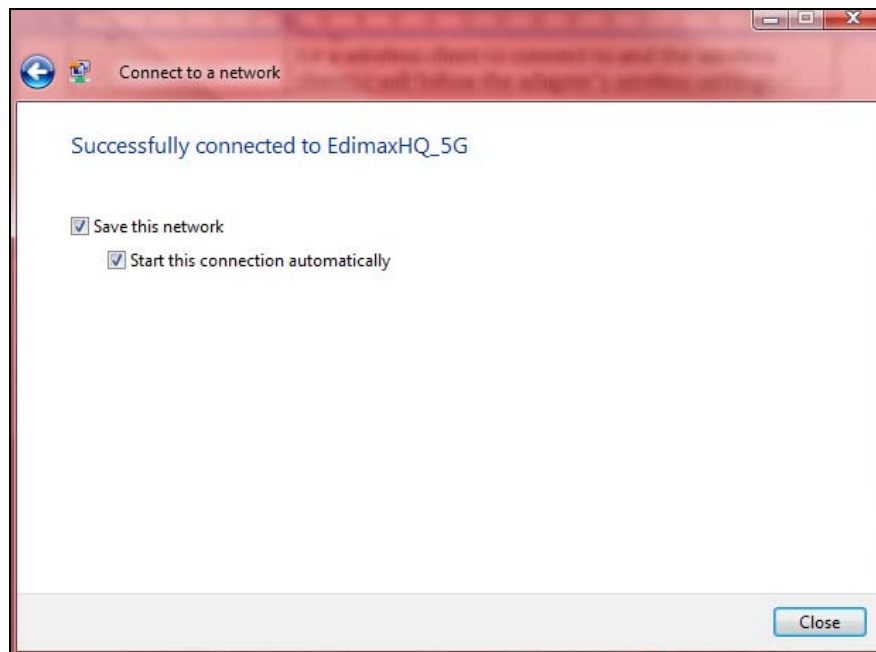 Connect to a network
Successfully connected to EdimaxHQ_5G
Save this network
Start this connection automatically
Close